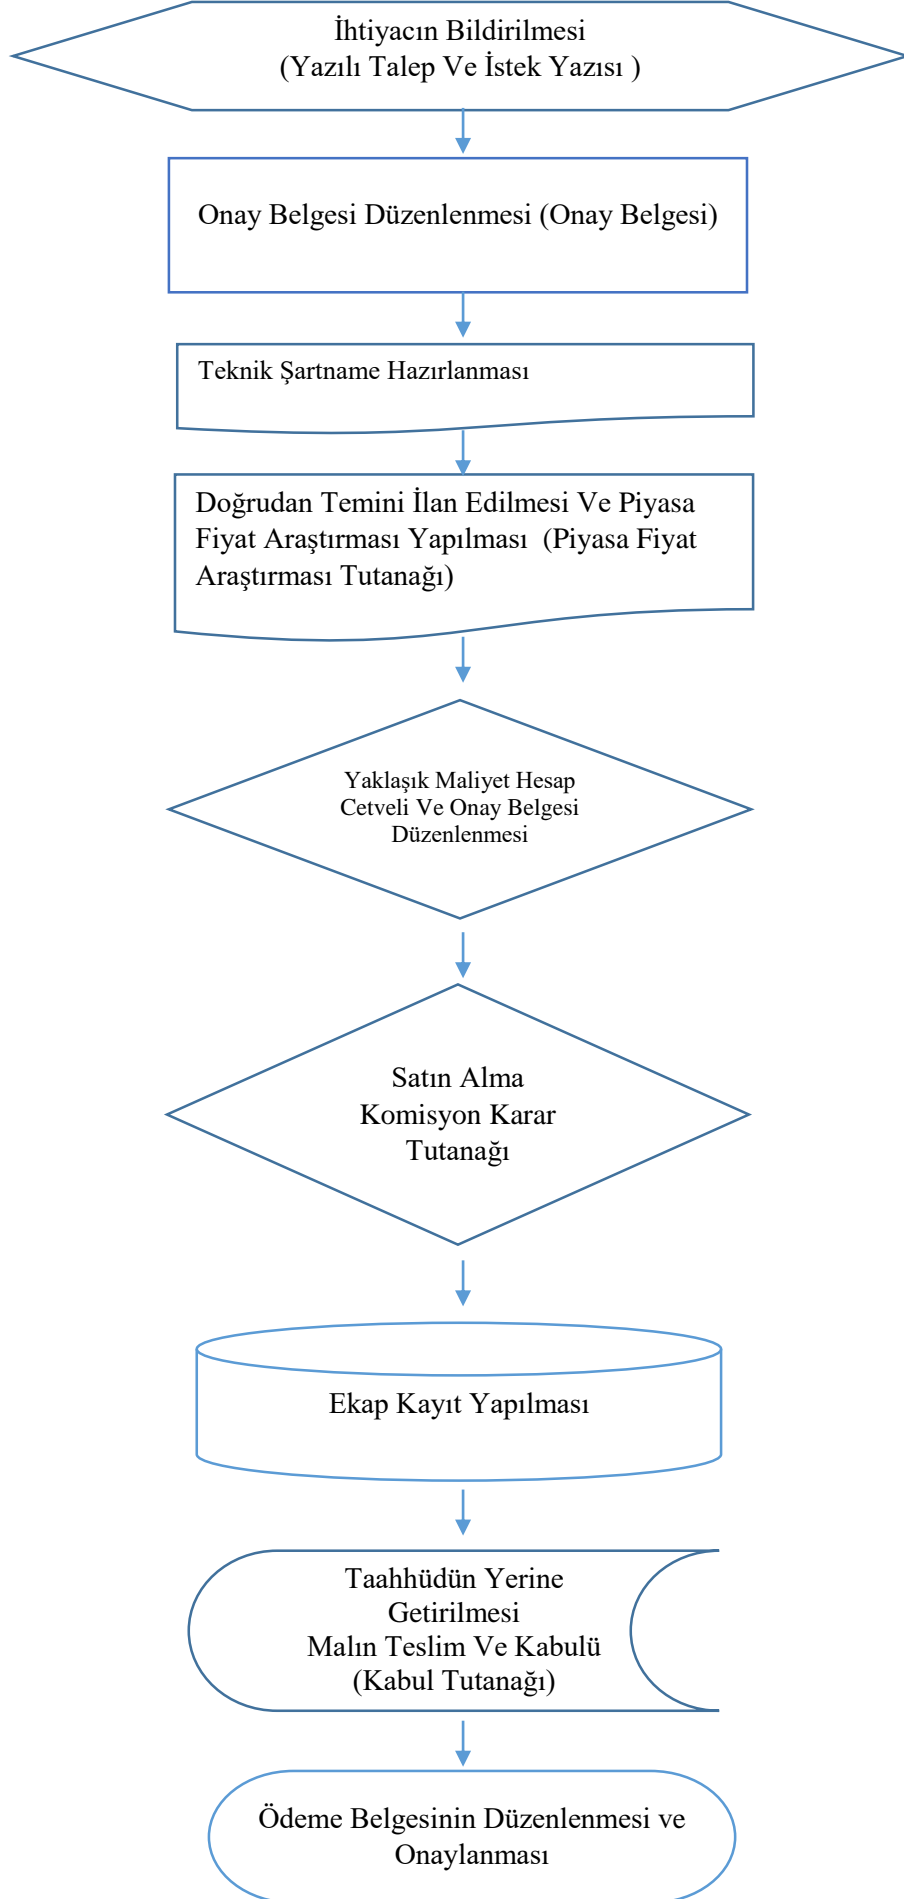 İhtiyacın Bildirilmesi
(Yazılı Talep Ve İstek Yazısı )
Onay Belgesi Düzenlenmesi (Onay Belgesi)
Teknik Şartname Hazırlanması
Doğrudan Temini İlan Edilmesi Ve Piyasa
Fiyat Araştırması Yapılması  (Piyasa Fiyat
Araştırması Tutanağı)
Yaklaşık Maliyet Hesap
Cetveli Ve Onay Belgesi
Düzenlenmesi
Satın Alma
Komisyon Karar
Tutanağı
Ekap Kayıt Yapılması
Taahhüdün Yerine
Getirilmesi
Malın Teslim Ve Kabulü
(Kabul Tutanağı)
Ödeme Belgesinin Düzenlenmesi ve
Onaylanması